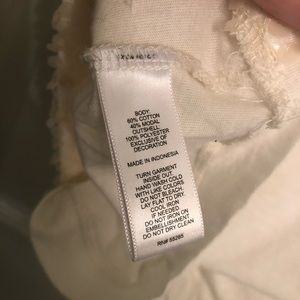 BODY:
60% COTTON
40% MODAL
OUTSHELL:
100% POLYESTER
EXCLUSIVE OF
DECORATION
MADE IN INDONESIA
TURN GARMENT
INSIDE OUT
HAND WASH COLD
WITH LIKE COLORS
DO NOT BLEACH.
LAY FLAT TO DRY.
COOL IRON
IF NEEDED
DO NOT IRON ON
EMBELLISHMENT
DO NOT DRY CLEAN
RN# 55285